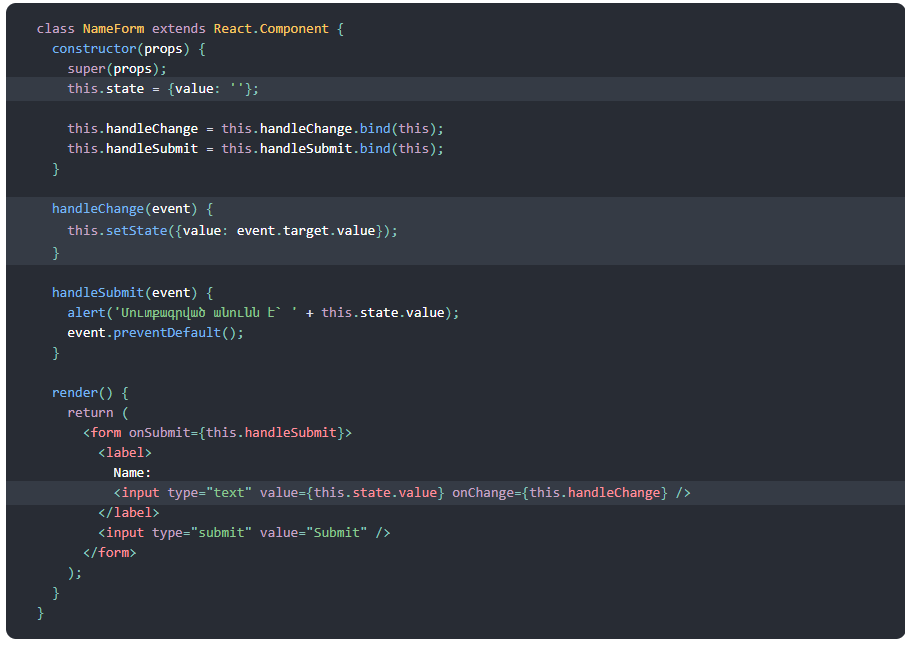 class NameForm extends React.Component {
constructor(props) {
super(props);
this.state = {value: ''};
this.handleChange = this.handleChange.bind(this);
this.handleSubmit = this.handleSubmit.bind(this);
}
handleChange(event) {
this.setState({value: event.target.value});
}
handleSubmit(event) {
alert('Մուտքագրված անունն է` ' + this.state.value);
event.preventDefault();
}
render() {
return (
<form onSubmit={this.handleSubmit}>
<label>
Name:
<input type="text" value={this.state.value} onChange={this.handleChange} />
</label>
<input type="submit" value="Submit" />
</form>
);
}
}